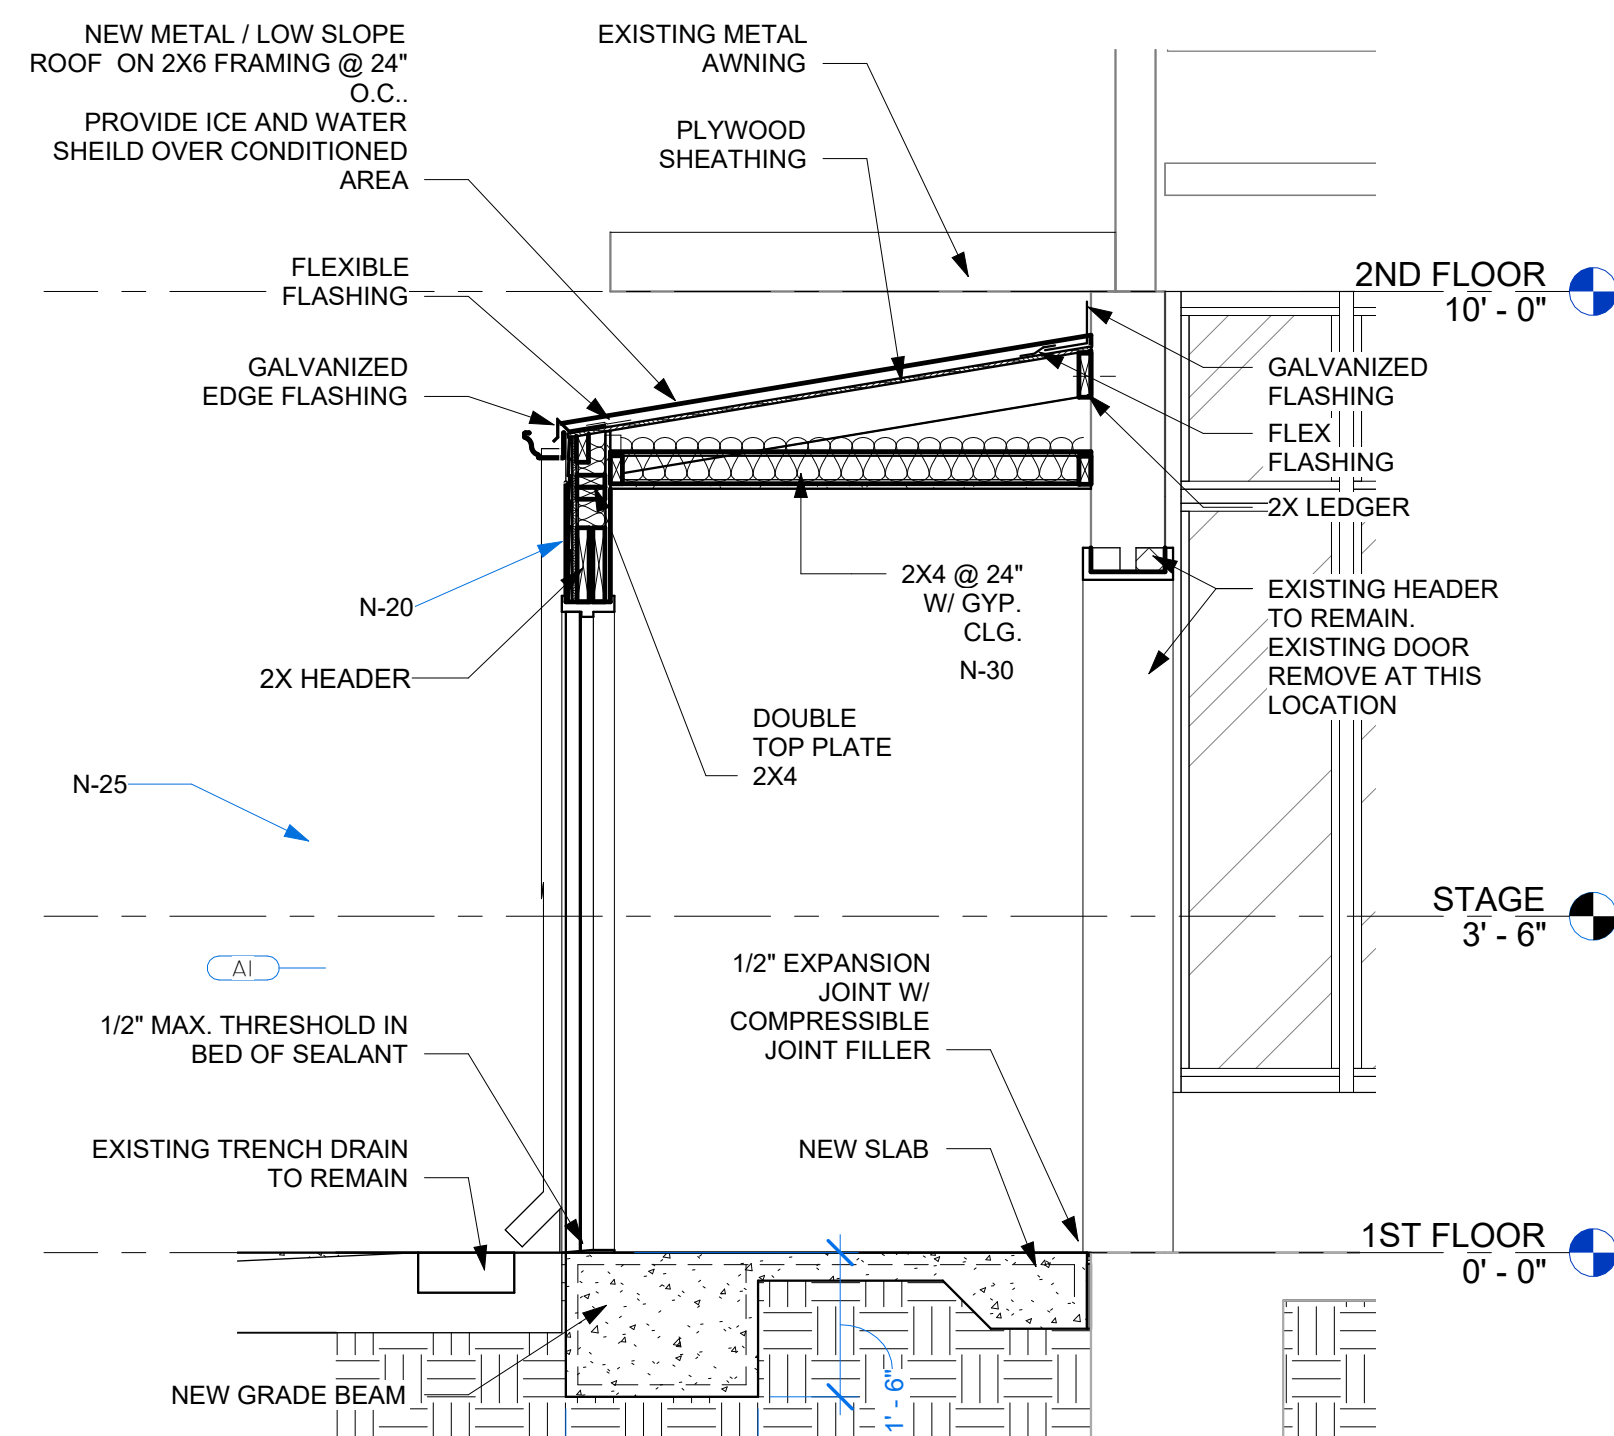 NEW METAL / LOW SLOPE
ROOF ON 2X6 FRAMING @ 24"
O.C..
PROVIDE ICE AND WATER
SHEILD OVER CONDITIONED
AREA
EXISTING METAL
AWNING
PLYWOOD
SHEATHING
FLEXIBLE
FLASHING
GALVANIZED
EDGE FLASHING
2ND FLOOR
10' - 0"
GALVANIZED
FLASHING
FLEX
FLASHING
2X LEDGER
N-20
2X HEADER
2X4 @ 24"
W/ GYP.
CLG.
N-30
EXISTING HEADER
TO REMAIN.
EXISTING DOOR
REMOVE AT THIS
LOCATION
DOUBLE
TOP PLATE
2X4
N-25
STAGE
3' - 6"
AI
1/2" EXPANSION
JOINT W/
COMPRESSIBLE
JOINT FILLER
1/2" MAX. THRESHOLD IN
BED OF SEALANT
EXISTING TRENCH DRAIN
TO REMAIN
NEW SLAB
1ST FLOOR
0' - 0"
NEW GRADE BEAM
1' - 6"